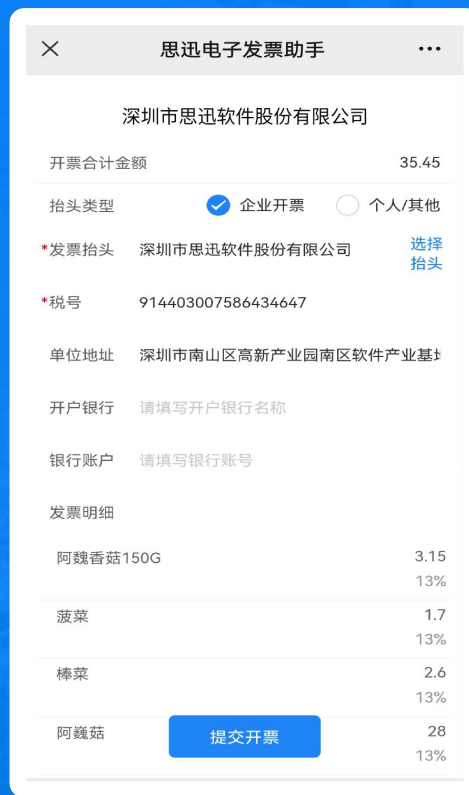 思迅电子发票助手
深圳市思迅软件股份有限公司
开票合计金额 35.45
抬头类型 企业开票 个人/其他
*发票抬头 深圳市思迅软件股份有限公司 选择
抬头
*税号 914403007586434647
单位地址 深圳市南山区高新产业园南区软件产业基
开户银行 请填写开户银行名称
银行账户 请填写银行账号
发票明细
阿魏香菇150G 3.15
13%
菠菜 1.7
13%
棒菜 2.6
13%
阿巍菇 28
提交开票
13%